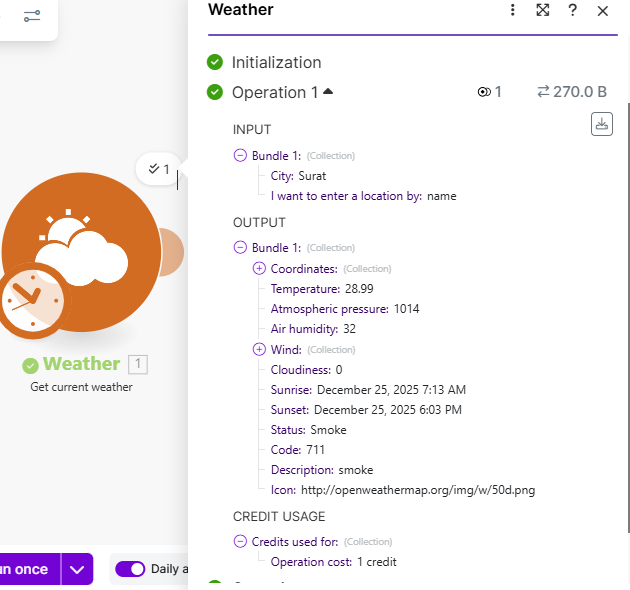 Weather
Initialization
Operation 1 1 270.0 B
INPUT
Bundle 1: (Collection)
City: Surat
I want to enter a location by: name
OUTPUT
Bundle 1: (Collection)
Coordinates: (Collection)
Temperature: 28.99
Atmospheric pressure: 1014
Air humidity: 32
Wind: (Collection)
Cloudiness: 0
Sunrise: December 25, 2025 7:13 AM
Sunset: December 25, 2025 6:03 PM
Status: Smoke
Code: 711
Description: smoke
Icon: http://openweathermap.org/img/w/50d.png
CREDIT USAGE
Credits used for: (Collection)
Operation cost: 1 credit
1
Weather 1
Get current weather
un once
Daily a